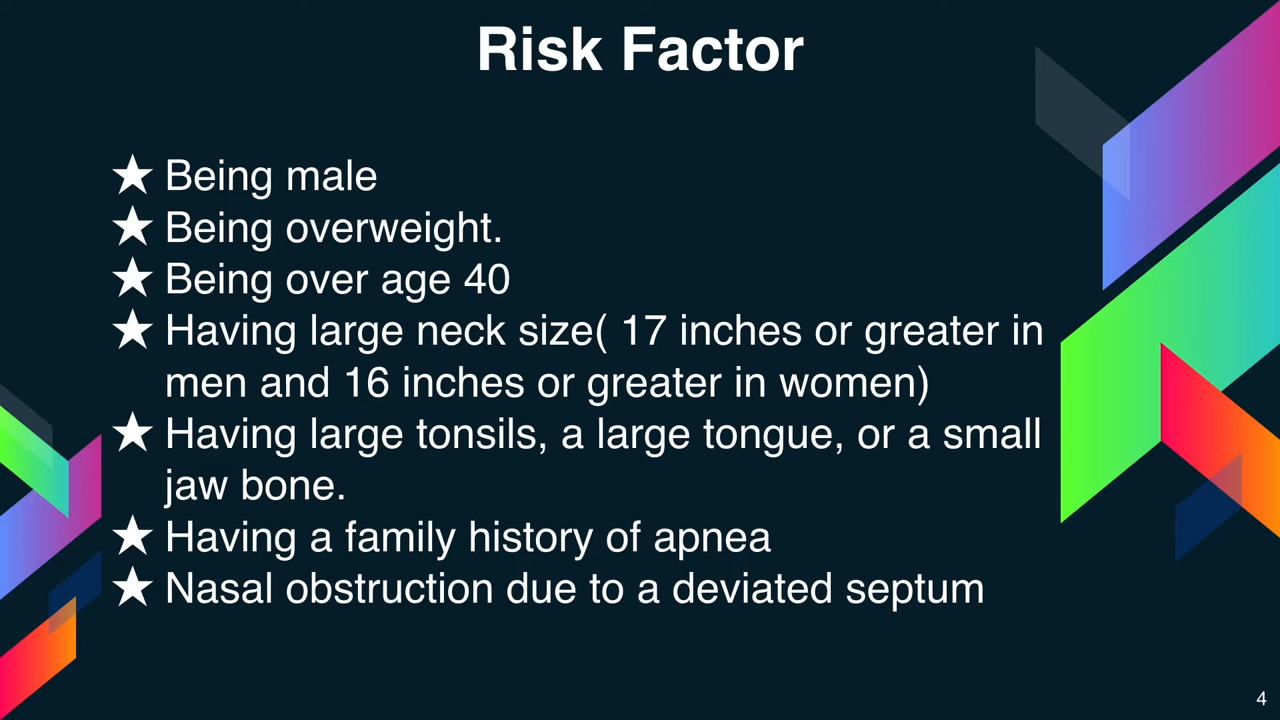 Risk Factor
★ Being male
★ Being overweight.
★ Being over age 40
★ Having large neck size( 17 inches or greater in
men and 16 inches or greater in women)
★ Having large tonsils, a large tongue, or a small
jaw bone.
★ Having a family history of apnea
★ Nasal obstruction due to a deviated septum
4